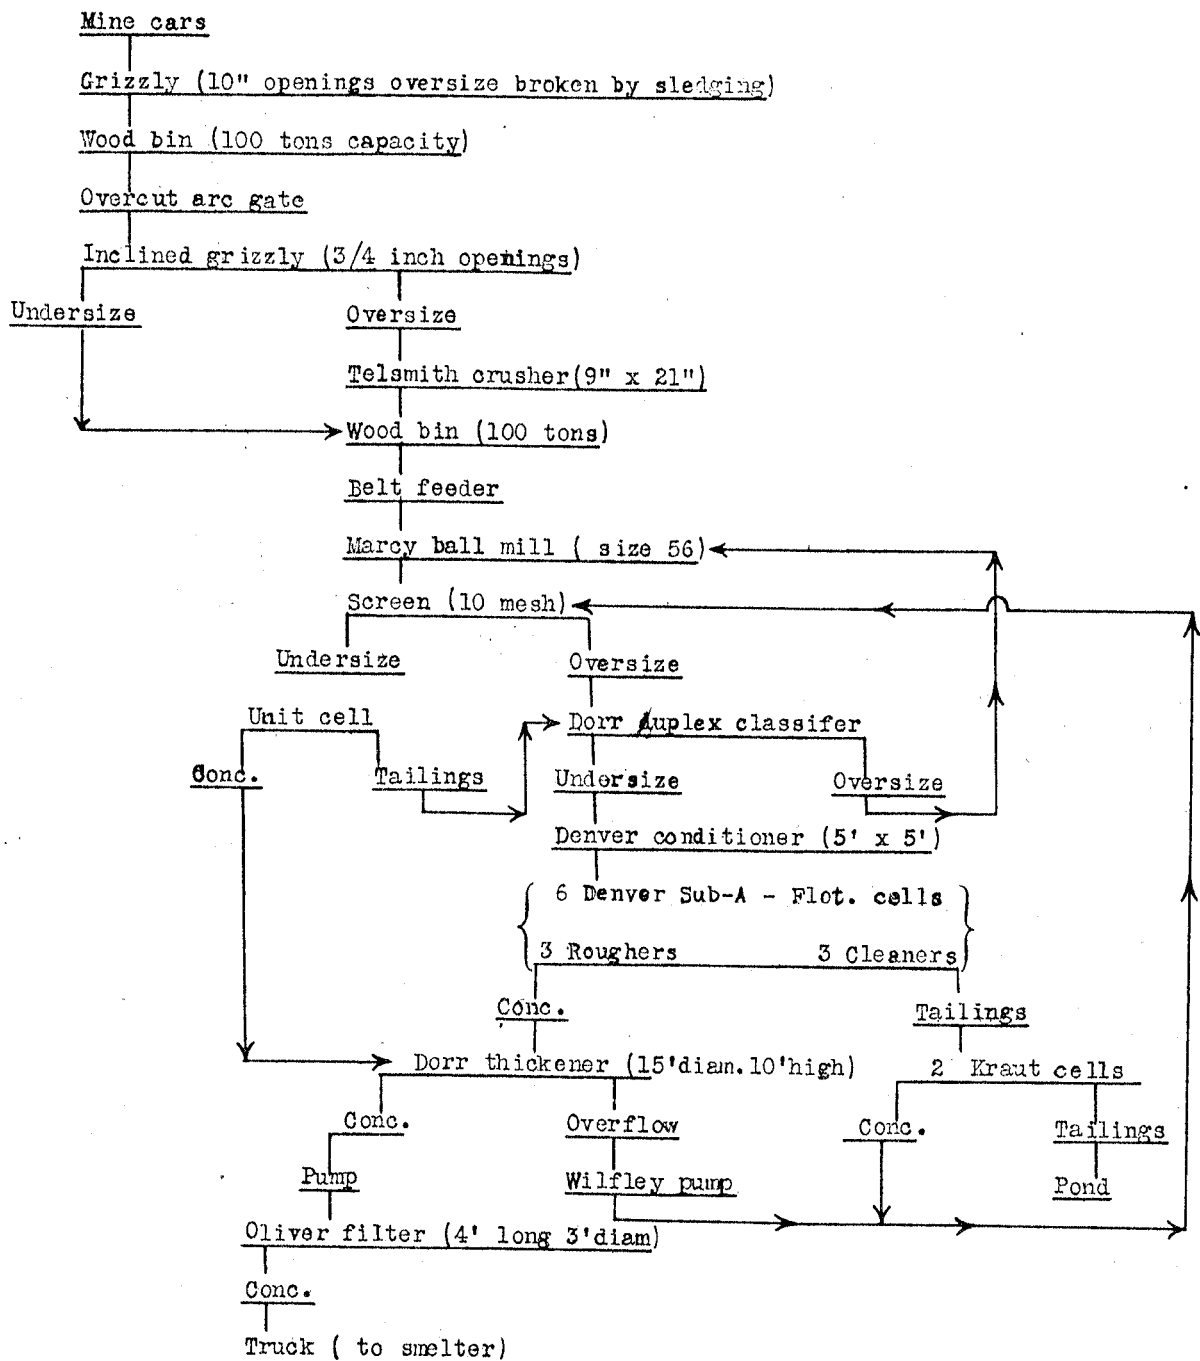 Mine cars
Grizzly (10" openings oversize broken by sledging)
Wood bin (100 tons capacity)
Overcut arc gate
Inclined grizzly (3/4 inch openings)
Undersize
Oversize
Telsmith crusher(9" x 21")
Wood bin (100 tons)
Belt feeder
Marcy ball mill ( size 56)
Screen (10 mesh)
Undersize
Oversize
Unit cell
Dorr duplex classifer
Conc.
Tailings
Undersize
Oversize
Denver conditioner (5' x 5')
6 Denver Sub-A - Flot. cells
3 Roughers 3 Cleaners
Conc.
Tailings
Dorr thickener (15'diam.10'high)
2 Kraut cells
Conc.
Overflow
Conc.
Tailings
Pump
Wilfley pump
Pond
Oliver filter (4' long 3'diam)
Conc.
Truck ( to smelter)